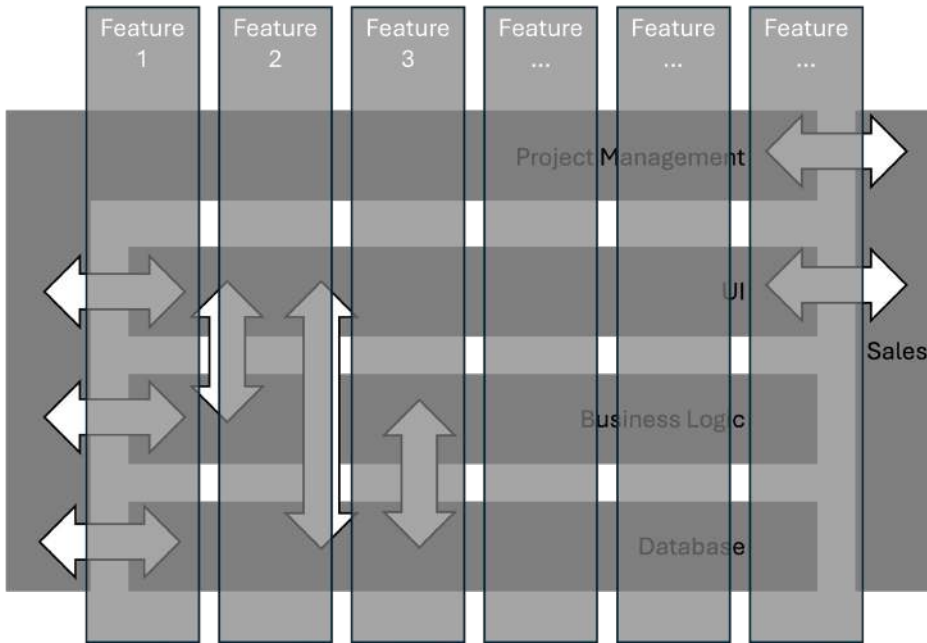 Feature
1
Feature
2
Feature
3
Feature
...
Feature
...
Feature
...
Project Management
UI
Sales
Business Logic
Database